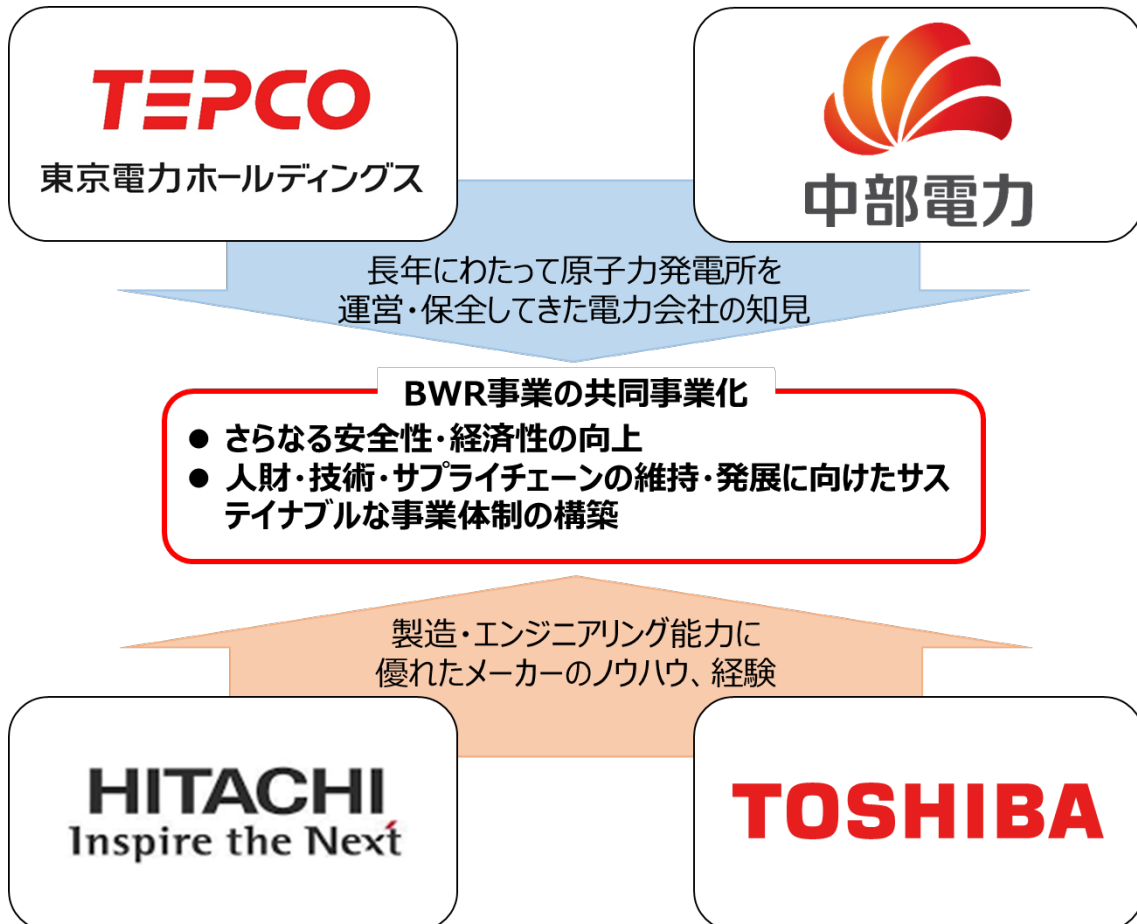 TEPCO
東京電力ホールディングス
中部電力
長年にわたって原子力発電所を
運営・保全してきた電力会社の知見
BWR事業の共同事業化
● さらなる安全性・経済性の向上
● 人財・技術・サプライチェーンの維持・発展に向けたサス
テイナブルな事業体制の構築
製造・エンジニアリング能力に
優れたメーカーのノウハウ、経験
HITACHI
Inspire the Next
TOSHIBA